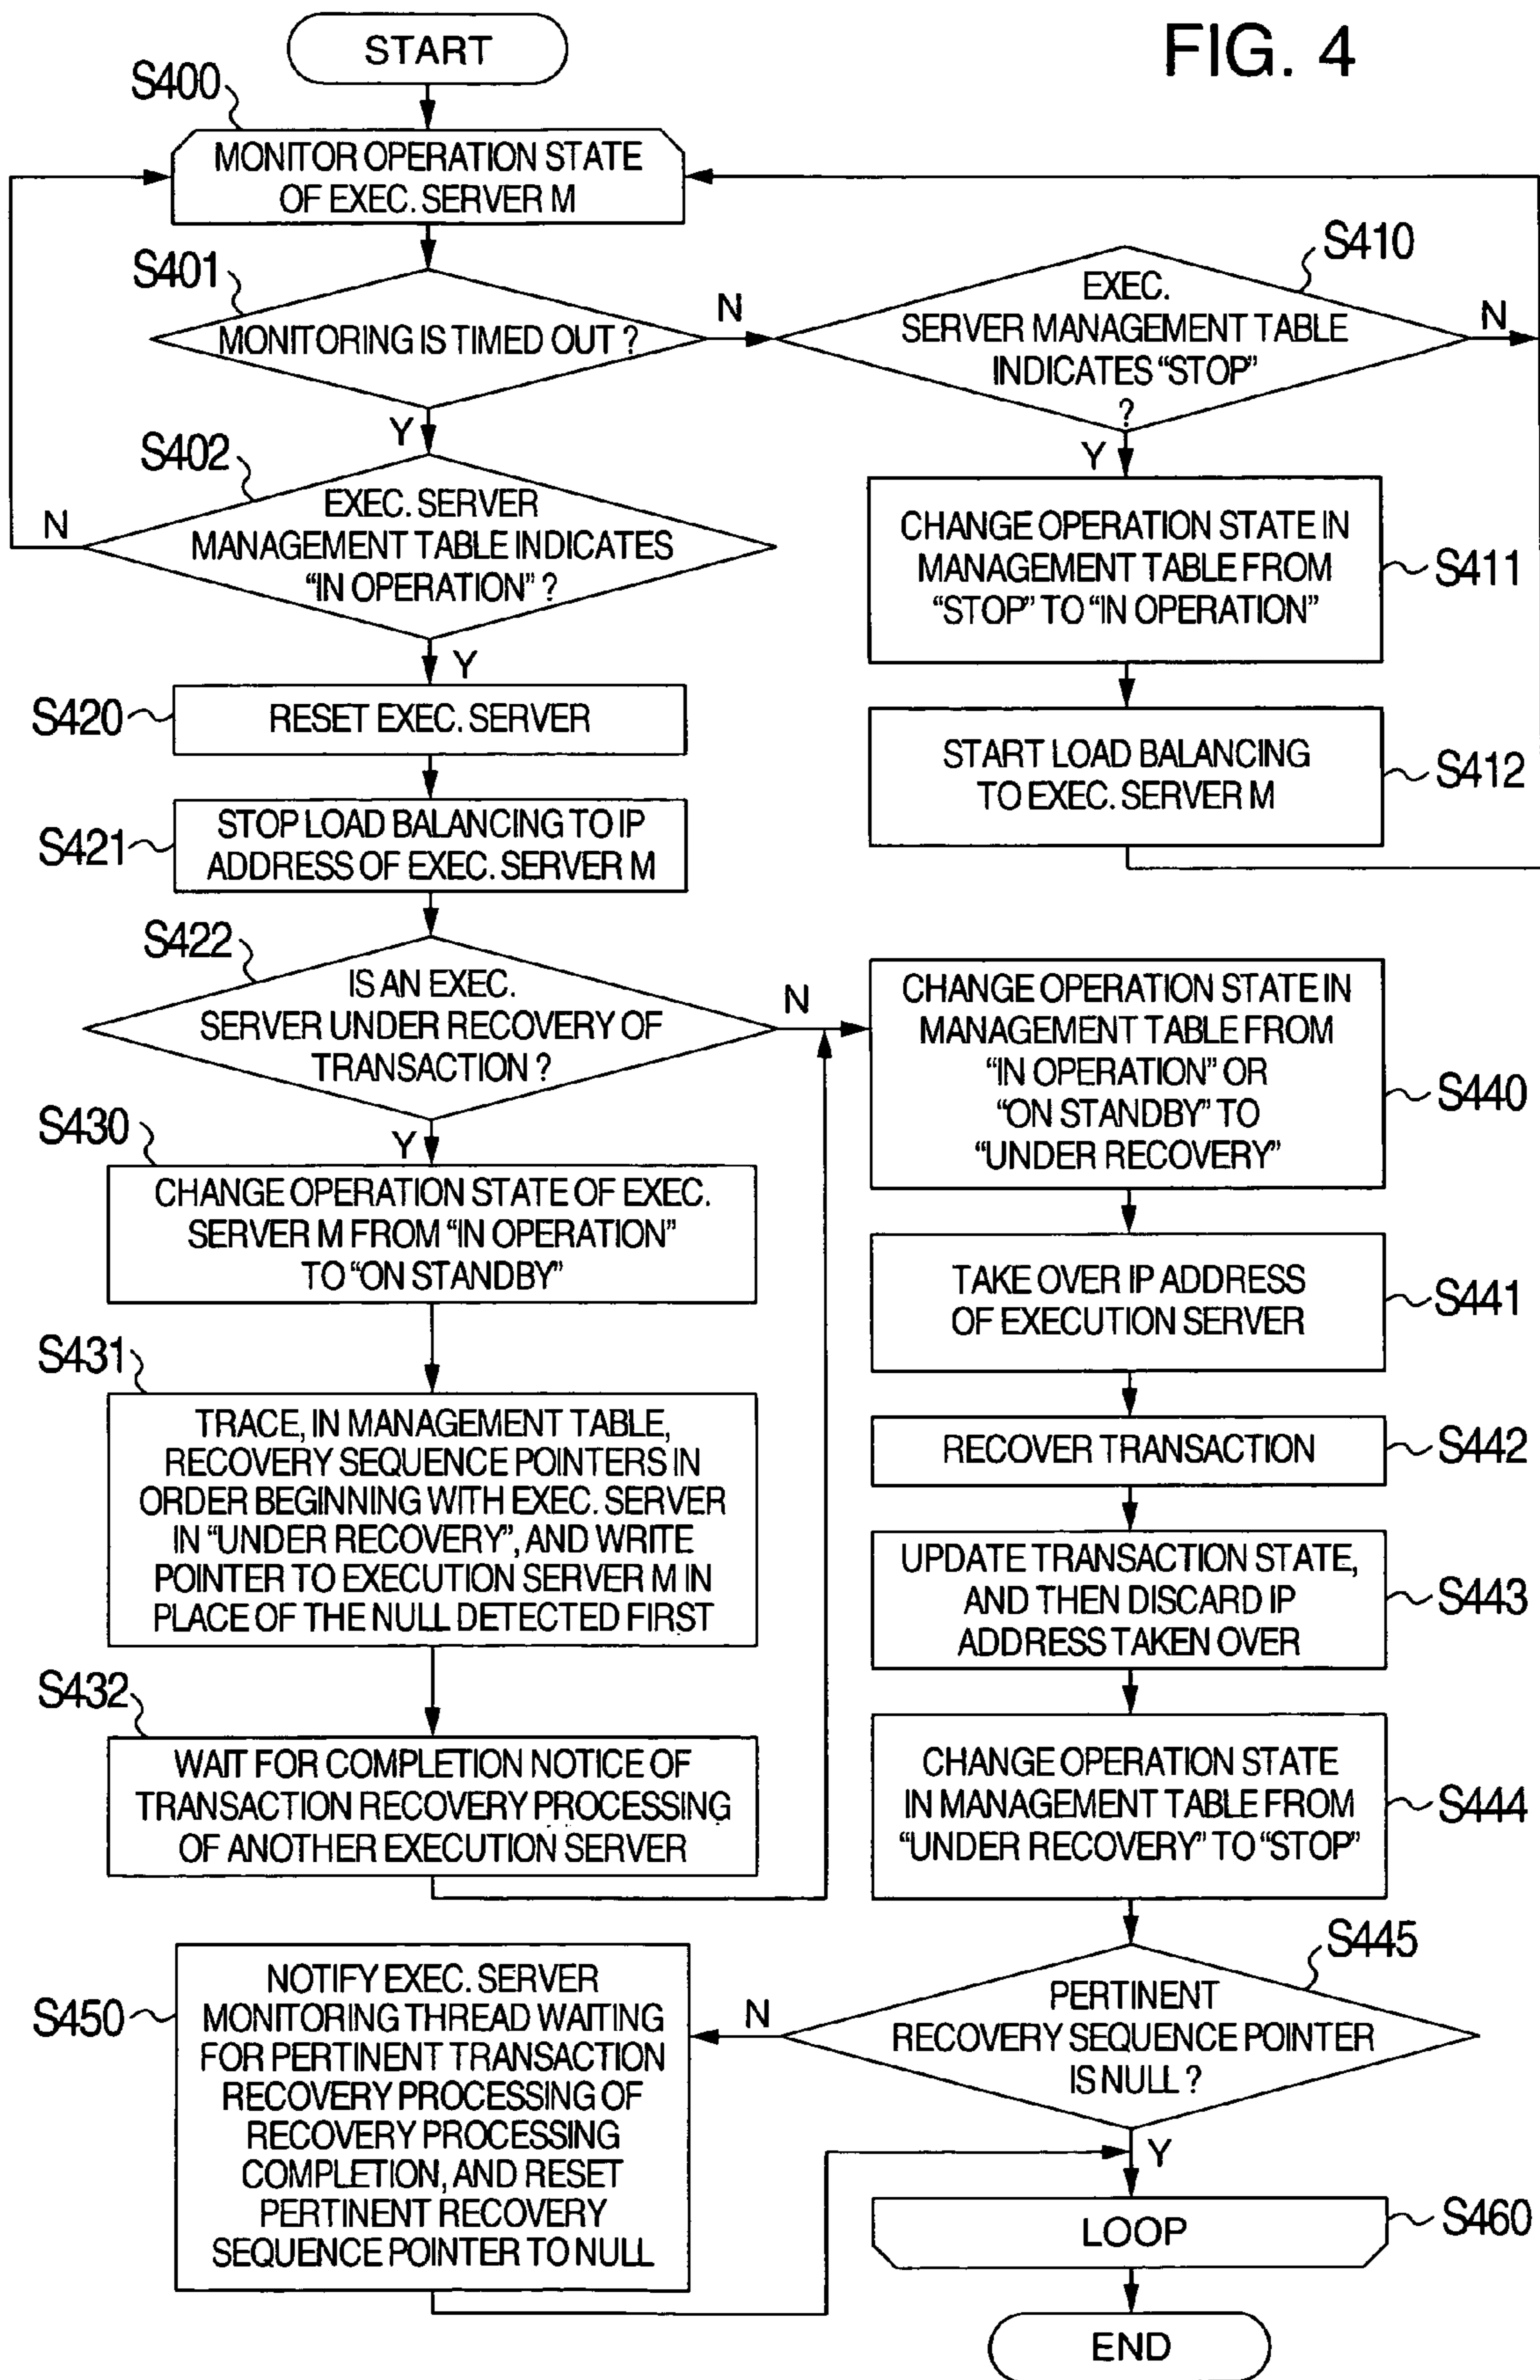 FIG. 4
START
S400
MONITOR OPERATION STATE
OF EXEC. SERVER M
S401
MONITORING IS TIMED OUT ?
N
Y
S410
EXEC.
SERVER MANAGEMENT TABLE
INDICATES “STOP”
?
N
Y
S402
EXEC. SERVER
MANAGEMENT TABLE INDICATES
“IN OPERATION” ?
N
Y
S411
CHANGE OPERATION STATE IN
MANAGEMENT TABLE FROM
“STOP” TO “IN OPERATION”
S412
START LOAD BALANCING
TO EXEC. SERVER M
S420
RESET EXEC. SERVER
S421
STOP LOAD BALANCING TO IP
ADDRESS OF EXEC. SERVER M
S422
IS AN EXEC.
SERVER UNDER RECOVERY OF
TRANSACTION ?
N
Y
S430
CHANGE OPERATION STATE OF EXEC.
SERVER M FROM “IN OPERATION”
TO “ON STANDBY”
S431
TRACE, IN MANAGEMENT TABLE,
RECOVERY SEQUENCE POINTERS IN
ORDER BEGINNING WITH EXEC. SERVER
IN “UNDER RECOVERY”, AND WRITE
POINTER TO EXECUTION SERVER M IN
PLACE OF THE NULL DETECTED FIRST
S432
WAIT FOR COMPLETION NOTICE OF
TRANSACTION RECOVERY PROCESSING
OF ANOTHER EXECUTION SERVER
CHANGE OPERATION STATE IN
MANAGEMENT TABLE FROM
“IN OPERATION” OR
“ON STANDBY” TO
“UNDER RECOVERY”
S440
TAKE OVER IP ADDRESS
OF EXECUTION SERVER
S441
RECOVER TRANSACTION
S442
UPDATE TRANSACTION STATE,
AND THEN DISCARD IP
ADDRESS TAKEN OVER
S443
CHANGE OPERATION STATE
IN MANAGEMENT TABLE FROM
“UNDER RECOVERY” TO “STOP”
S444
S445
PERTINENT
RECOVERY SEQUENCE POINTER
IS NULL ?
N
Y
S450
NOTIFY EXEC. SERVER
MONITORING THREAD WAITING
FOR PERTINENT TRANSACTION
RECOVERY PROCESSING OF
RECOVERY PROCESSING
COMPLETION, AND RESET
PERTINENT RECOVERY
SEQUENCE POINTER TO NULL
LOOP
S460
END